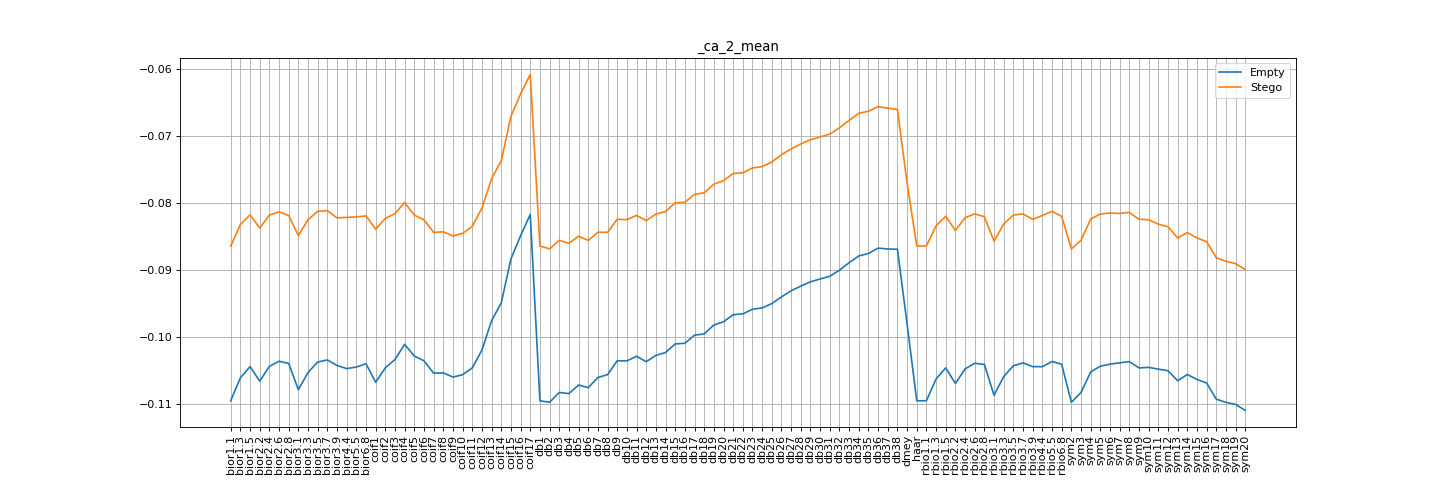 _ca_2_mean
Empty
Stego
−0.06
−0.07
−0.08
−0.09
−0.10
−0.11
bior1.1
bior1.3
bior1.5
bior2.2
bior2.4
bior2.6
bior2.8
bior3.1
bior3.3
bior3.5
bior3.7
bior3.9
bior4.4
bior5.5
bior6.8
coif1
coif2
coif3
coif4
coif5
coif6
coif7
coif8
coif9
coif10
coif11
coif12
coif13
coif14
coif15
coif16
coif17
db1
db2
db3
db4
db5
db6
db7
db8
db9
db10
db11
db12
db13
db14
db15
db16
db17
db18
db19
db20
db21
db22
db23
db24
db25
db26
db27
db28
db29
db30
db31
db32
db33
db34
db35
db36
db37
db38
dmey
haar
rbio1.1
rbio1.3
rbio1.5
rbio2.2
rbio2.4
rbio2.6
rbio2.8
rbio3.1
rbio3.3
rbio3.5
rbio3.7
rbio3.9
rbio4.4
rbio5.5
rbio6.8
sym2
sym3
sym4
sym5
sym6
sym7
sym8
sym9
sym10
sym11
sym12
sym13
sym14
sym15
sym16
sym17
sym18
sym19
sym20